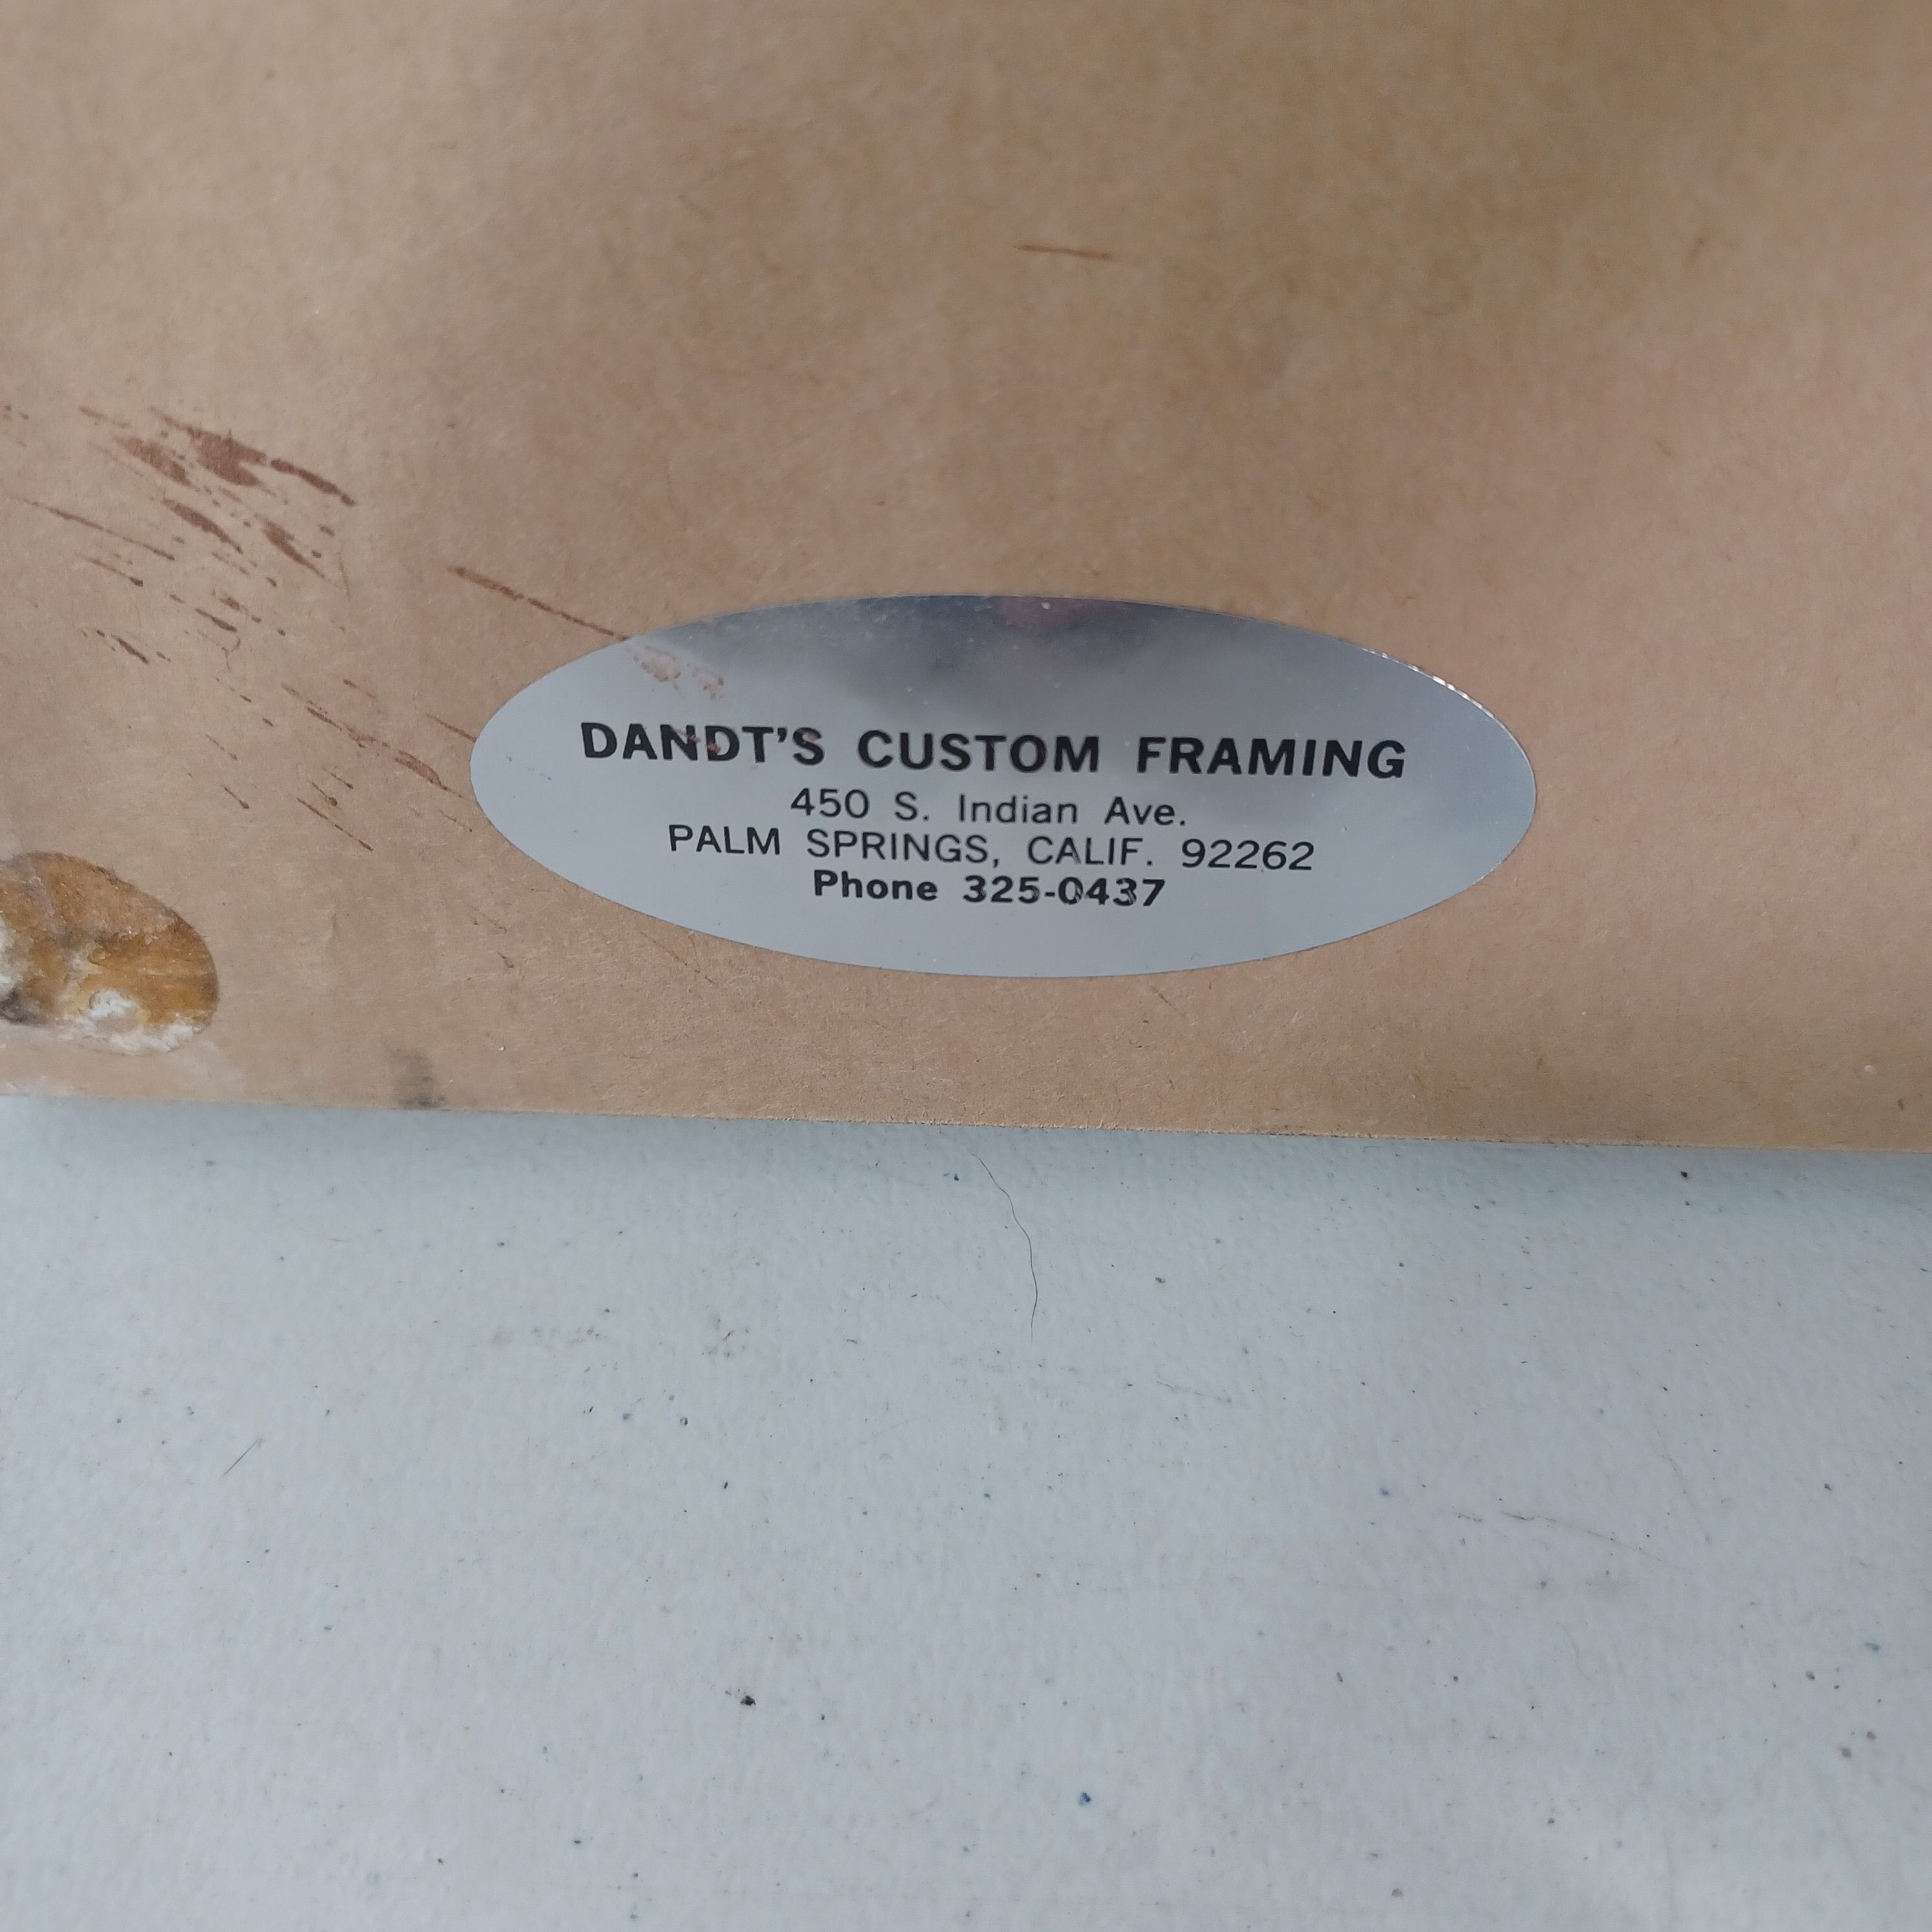 DANDT'S CUSTOM FRAMING
450 S. Indian Ave.
PALM SPRINGS, CALIF. 92262
Phone 325-0437